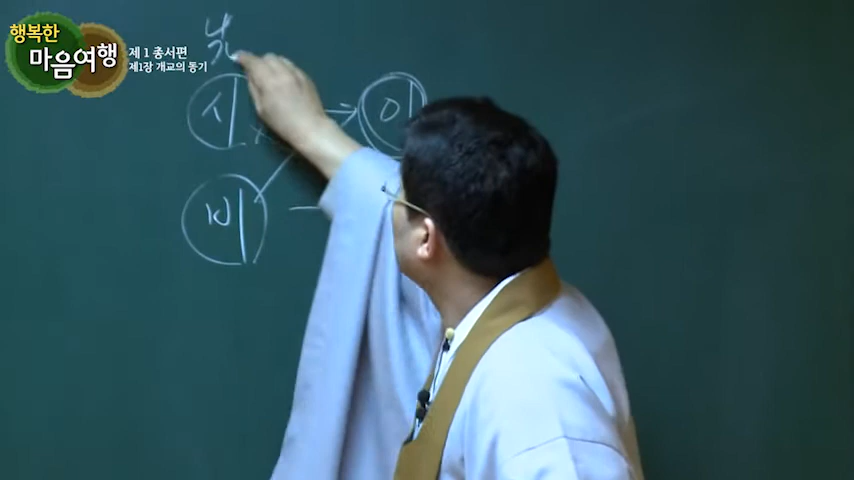 행복한
마음여행
제 1 총서편
제1장 개교의 동기
先
시
이
비